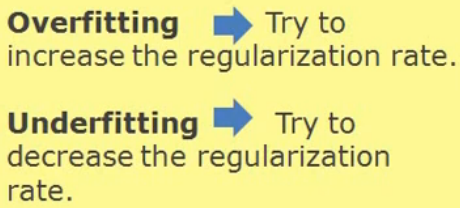 Overfitting Try to
increase the regularization rate.
Underfitting Try to
decrease the regularization
rate.